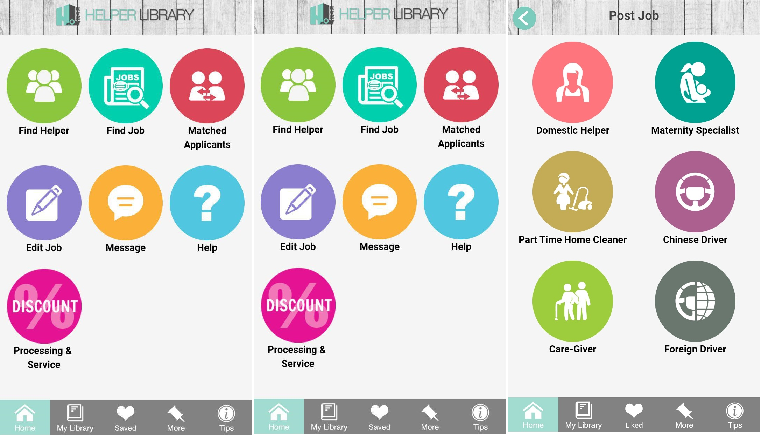 HELPER LIBRARY
JOBS
Find Helper
Find Job
Matched
Applicants
Edit Job
Message
?
Help
%
DISCOUNT
Processing &
Service
Home
My Library
Saved
More
Tips
HELPER LIBRARY
JOBS
Find Helper
Find Job
Matched
Applicants
Edit Job
Message
?
Help
%
DISCOUNT
Processing &
Service
Home
My Library
Saved
More
Tips
Post Job
Domestic Helper
Maternity Specialist
Part Time Home Cleaner
Chinese Driver
Care-Giver
Foreign Driver
Home
My Library
Liked
More
Tips